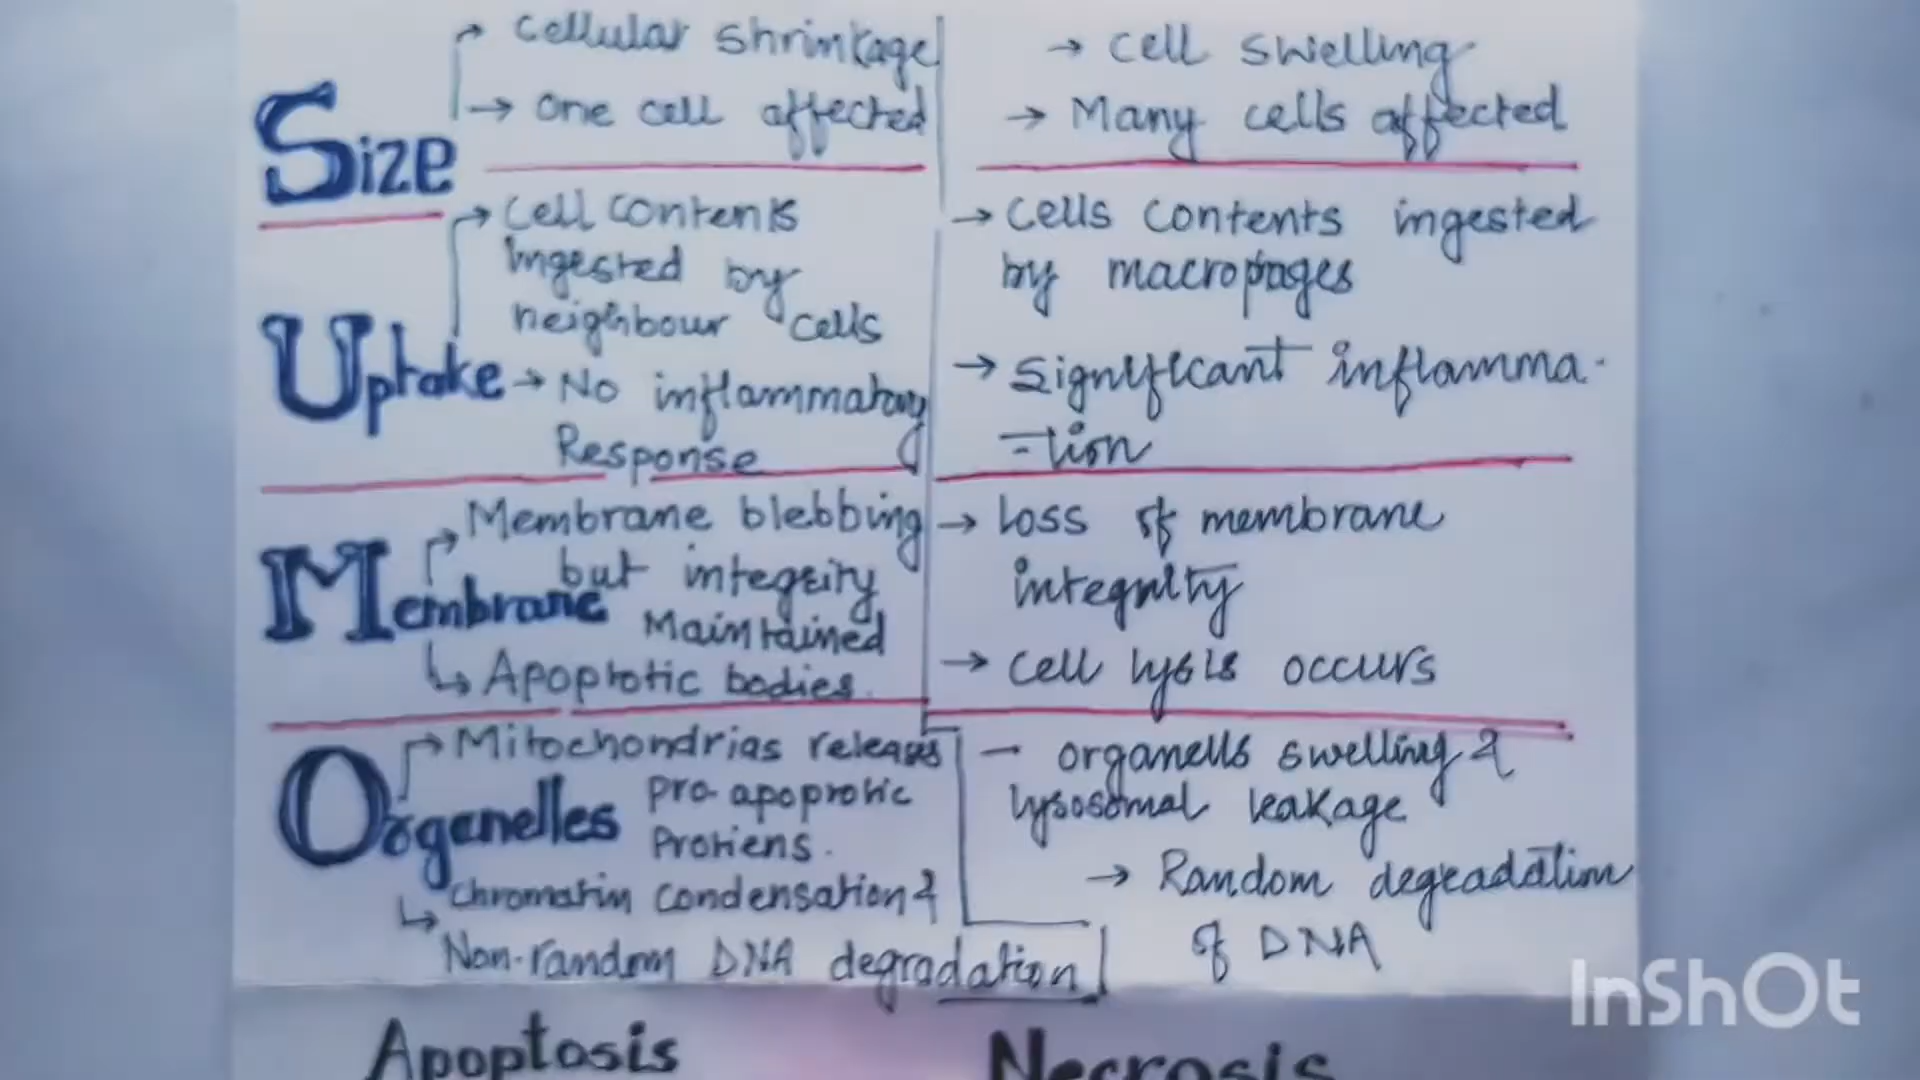 → cellular shrinkage
→ one cell affected
Size
→ cell swelling
→ Many cells affected
→ cell contents
ingested by
neighbour cells
Uptake → No inflammatory
Response
→ cells contents ingested
by macrophages
→ significant inflamma-
-tion
→ Membrane blebbing
but integrity
Membrane Maintained
↳ Apoptotic bodies.
→ loss of membrane
integrity
→ cell lysis occurs
→ Mitochondrias releases
Organelles pro-apoptotic
Protiens.
↳ chromatin condensation &
Non-random DNA degradation
– organells swelling &
lysosomal leakage
→ Random degradation
of DNA
Apoptosis Necrosis
InShOt